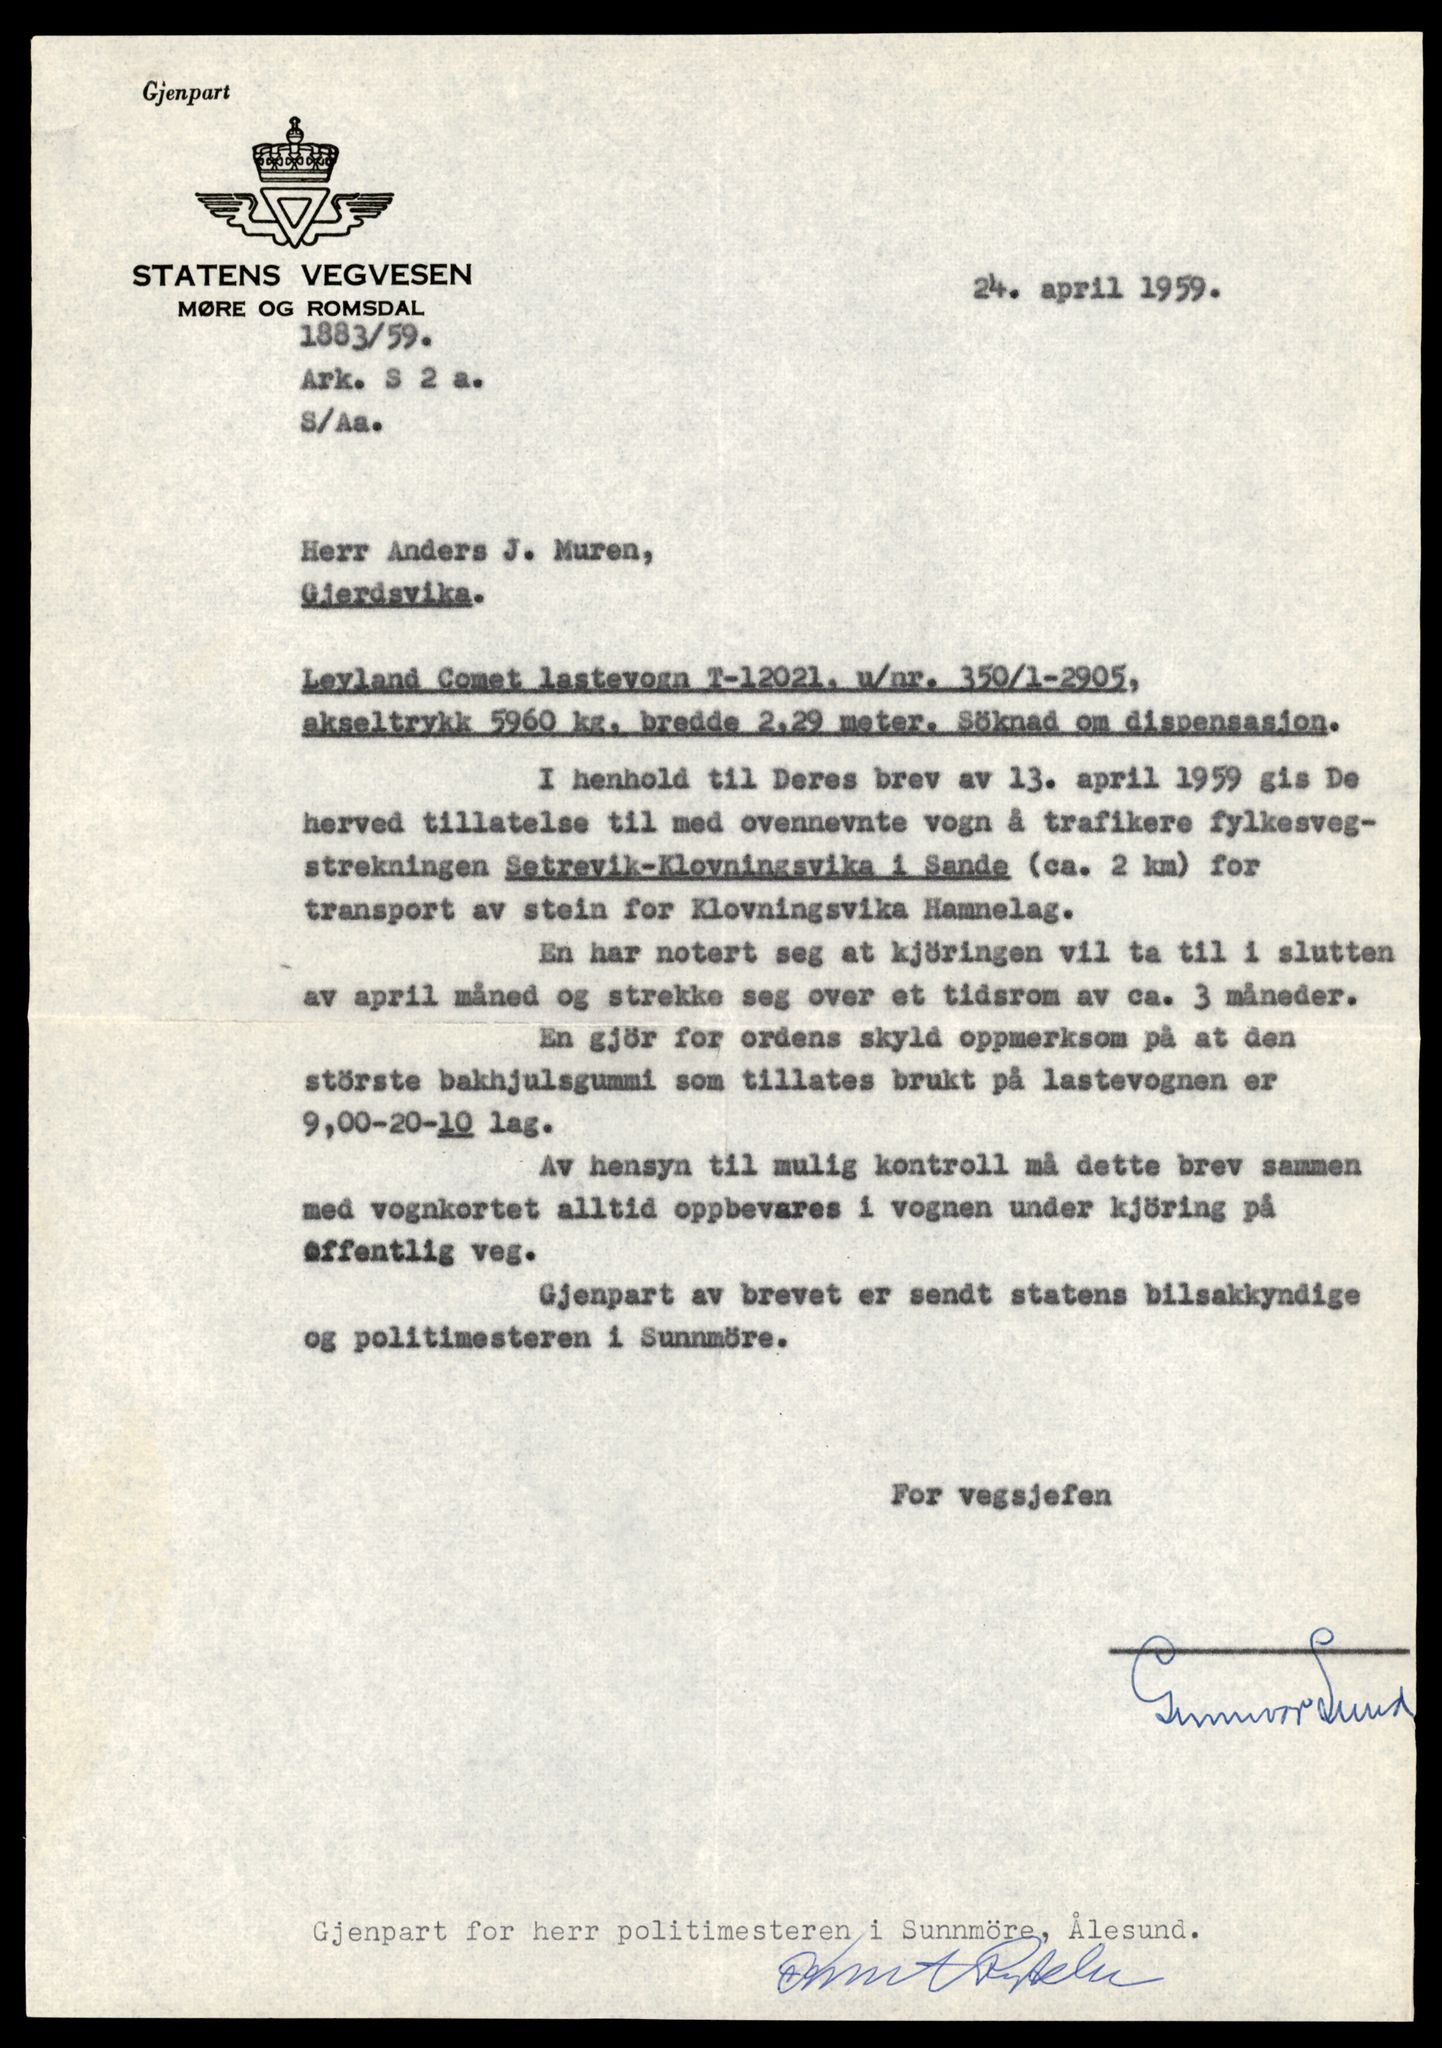 Gjenpart
STATENS VEGVESEN
MØRE OG ROMSDAL
24. april 1959.
1883/59.
Ark. S 2 a.
S/Aa.
Herr Anders J. Muren,
Gjerdsvika.
Leyland Comet lastevogn T-12021, u/nr. 350/1-2905,
akseltrykk 5960 kg, bredde 2,29 meter. Söknad om dispensasjon.
I henhold til Deres brev av 13. april 1959 gis De
herved tillatelse til med ovennevnte vogn å trafikere fylkesveg-
strekningen Setrevik-Klovningsvika i Sande (ca. 2 km) for
transport av stein for Klovningsvika Hamnelag.
En har notert seg at kjöringen vil ta til i slutten
av april måned og strekke seg over et tidsrom av ca. 3 måneder.
En gjör for ordens skyld oppmerksom på at den
störste bakhjulsgummi som tillates brukt på lastevognen er
9,00-20-10 lag.
Av hensyn til mulig kontroll må dette brev sammen
med vognkortet alltid oppbevares i vognen under kjöring på
offentlig veg.
Gjenpart av brevet er sendt statens bilsakkyndige
og politimesteren i Sunnmöre.
For vegsjefen
Gunnvor Sund
Gjenpart for herr politimesteren i Sunnmöre, Ålesund.